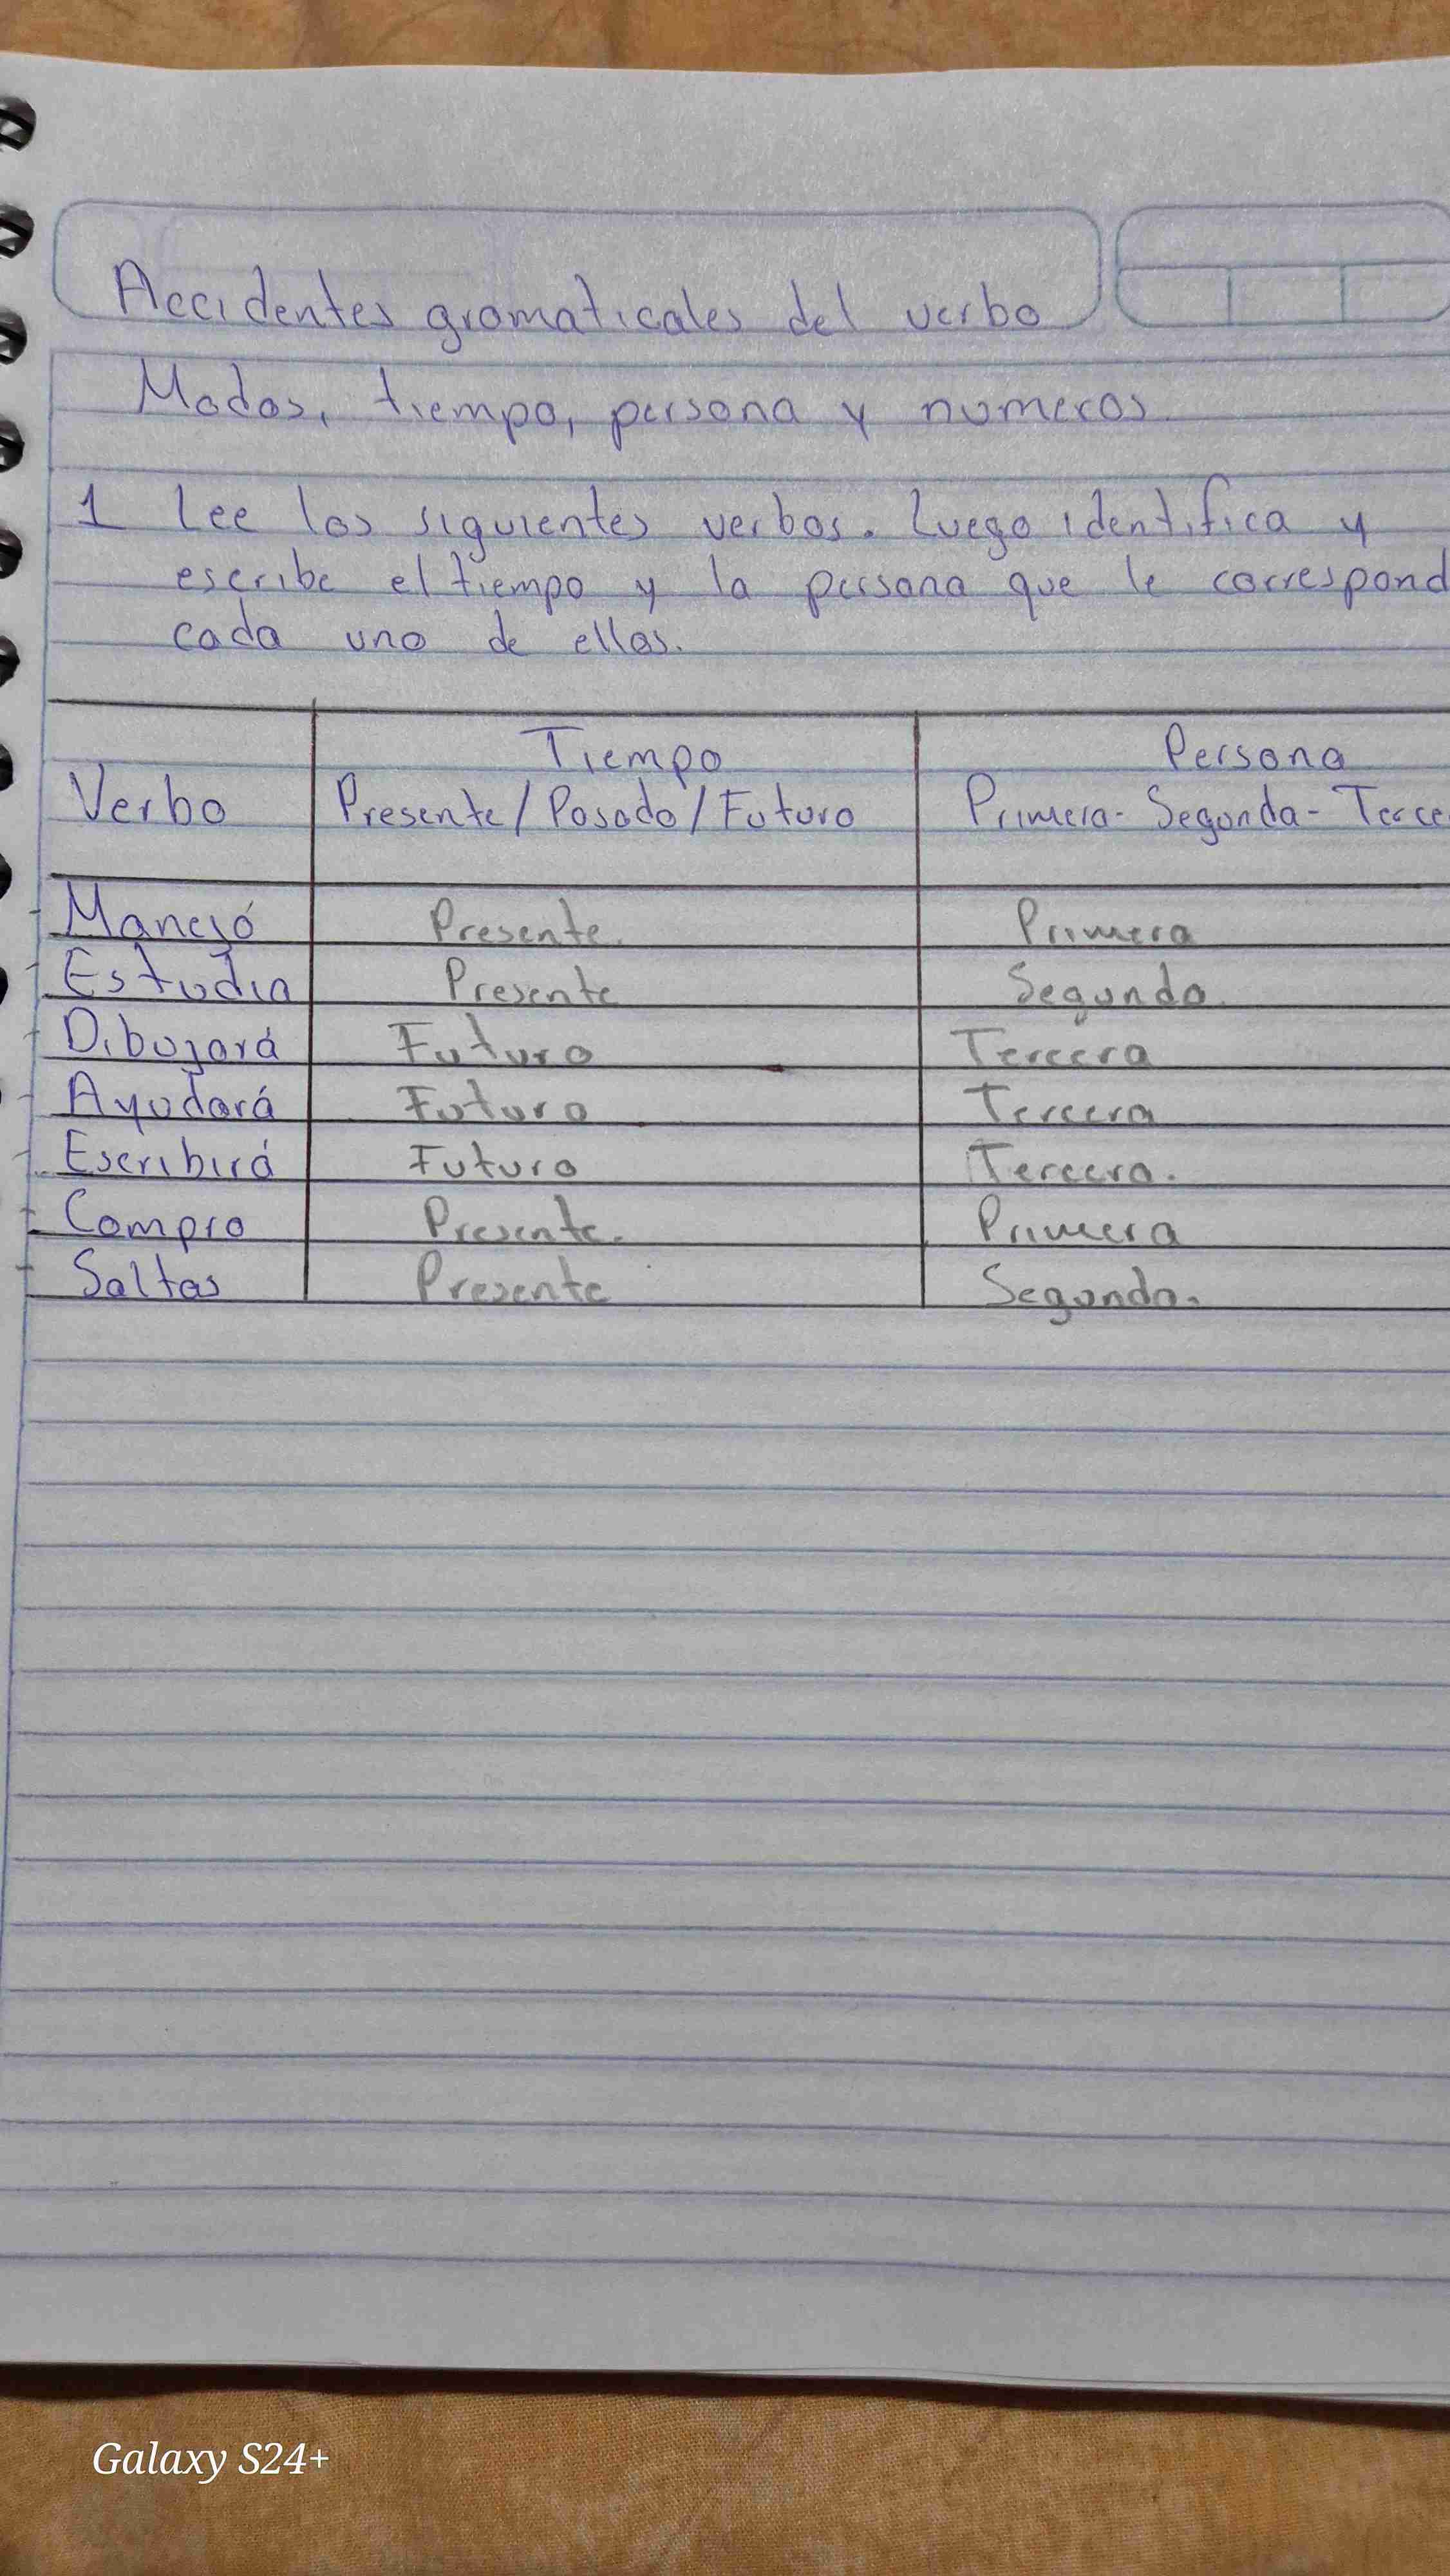 Accidentes gramaticales del verbo
Modos, tiempo, persona y numeros.
1 Lee los siguientes verbos. Luego identifica y
escribe el tiempo y la persona que le correspond
cada uno de ellos.
Tiempo Persona
Verbo Presente/Pasado/Futuro Primera-Segunda-Terce
Manejó Presente. Primera
Estudia Presente Segunda.
Dibujará Futuro Tercera
Ayudará Futuro Tercera
Escribirá Futuro Tercera.
Compro Presente. Primera
Saltas Presente Segunda.
Galaxy S24+